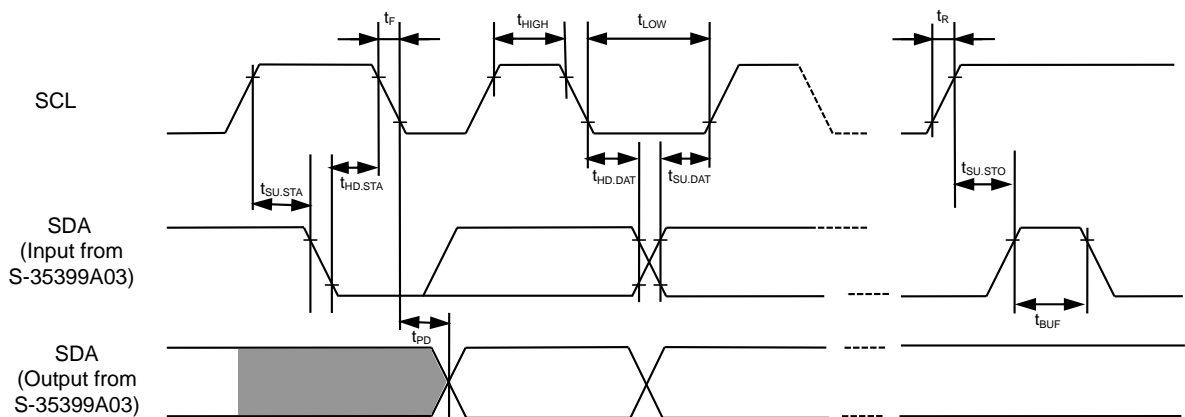 tF
tHIGH
tLOW
tR
SCL
tSU.STA
tHD.STA
tHD.DAT
tSU.DAT
tSU.STO
SDA
(Input from
S-35399A03)
tBUF
tPD
SDA
(Output from
S-35399A03)